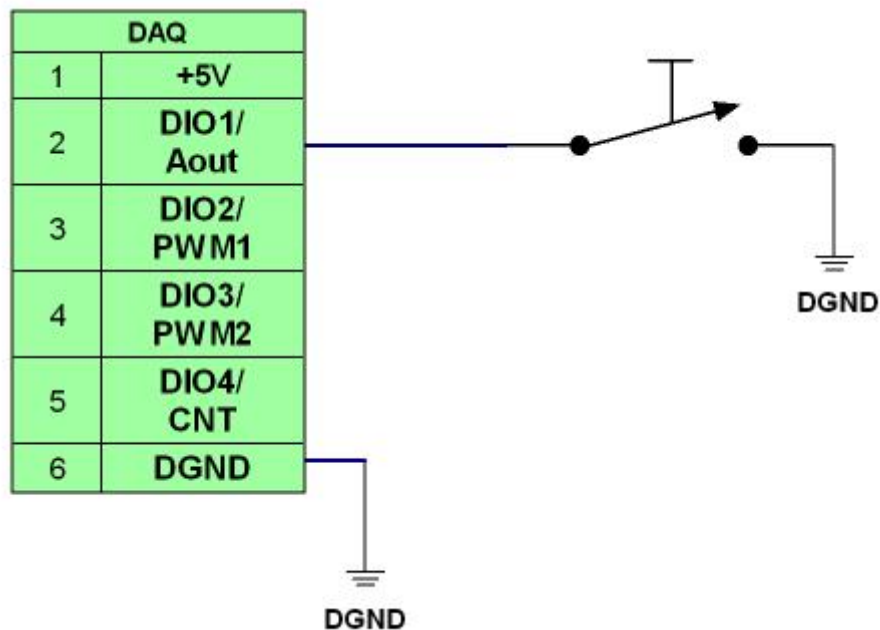 DAQ
1 +5V
2 DIO1/
Aout
3 DIO2/
PWM1
4 DIO3/
PWM2
5 DIO4/
CNT
6 DGND
DGND
DGND